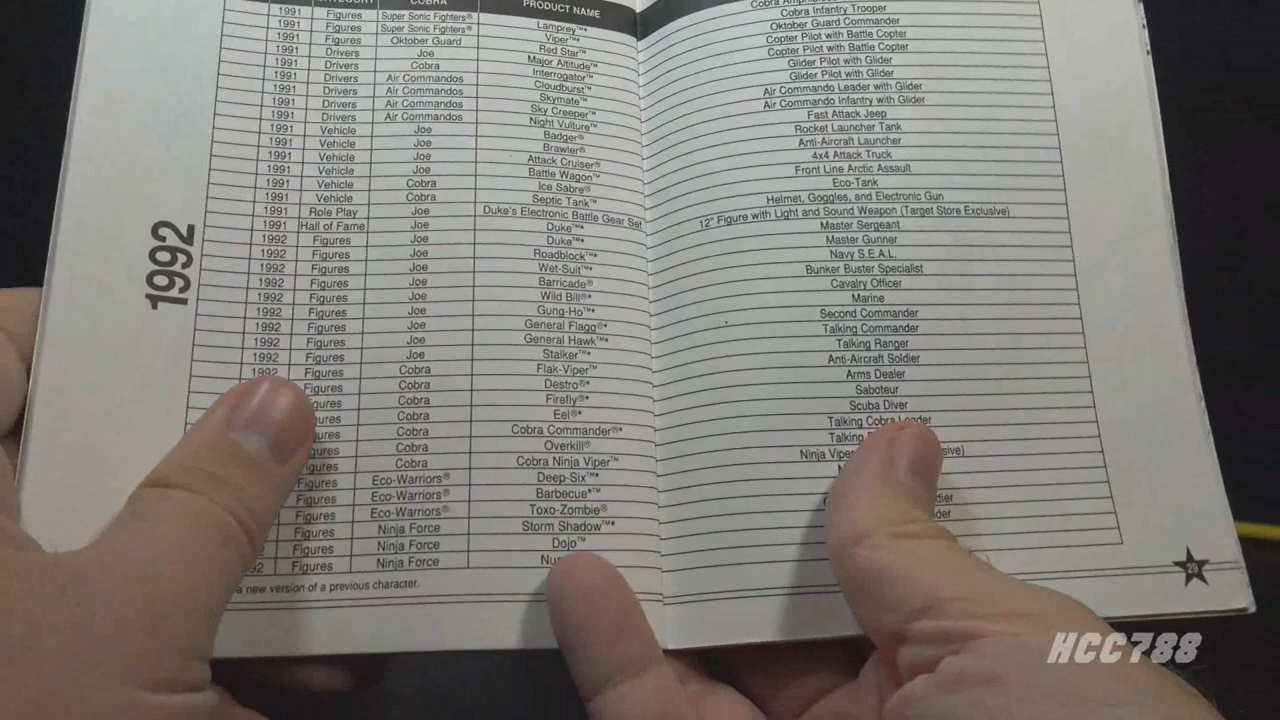 COBRA PRODUCT NAME
1991 Figures Super Sonic Fighters® Lamprey™* Cobra
1991 Figures Super Sonic Fighters® Viper™* Cobra Infantry Trooper
1991 Figures Oktober Guard Red Star™ Oktober Guard Commander
1991 Drivers Joe Major Altitude™ Copter Pilot with Battle Copter
1991 Drivers Cobra Interrogator™ Copter Pilot with Battle Copter
1991 Drivers Air Commandos Cloudburst™ Glider Pilot with Glider
1991 Drivers Air Commandos Skymate™ Glider Pilot with Glider
1991 Drivers Air Commandos Sky Creeper™ Air Commando Leader with Glider
1991 Drivers Air Commandos Night Vulture™ Air Commando Infantry with Glider
1991 Vehicle Joe Badger® Fast Attack Jeep
1991 Vehicle Joe Brawler® Rocket Launcher Tank
1991 Vehicle Joe Attack Cruiser® Anti-Aircraft Launcher
1991 Vehicle Joe Battle Wagon™ 4x4 Attack Truck
1991 Vehicle Cobra Ice Sabre® Front Line Arctic Assault
1991 Vehicle Cobra Septic Tank™ Eco-Tank
1991 Role Play Joe Duke's Electronic Battle Gear Set Helmet, Goggles, and Electronic Gun
1991 Hall of Fame Joe Duke™* 12" Figure with Light and Sound Weapon (Target Store Exclusive)
1992
1992 Figures Joe Duke™* Master Sergeant
1992 Figures Joe Roadblock™* Master Gunner
1992 Figures Joe Wet-Suit™* Navy S.E.A.L.
1992 Figures Joe Barricade® Bunker Buster Specialist
1992 Figures Joe Wild Bill®* Cavalry Officer
1992 Figures Joe Gung-Ho™* Marine
1992 Figures Joe General Flagg®* Second Commander
1992 Figures Joe General Hawk™* Talking Commander
1992 Figures Joe Stalker™* Talking Ranger
1992 Figures Cobra Flak-Viper™ Anti-Aircraft Soldier
Figures Cobra Destro®* Arms Dealer
Cobra Firefly®* Saboteur
Cobra Eel®* Scuba Diver
Cobra Cobra Commander®* Talking Cobra Leader
Cobra Overkill® Talking
Cobra Cobra Ninja Viper™ Ninja Viper
Figures Eco-Warriors® Deep-Six™*
Figures Eco-Warriors® Barbecue*™
Figures Eco-Warriors® Toxo-Zombie®
Figures Ninja Force Storm Shadow™*
Figures Ninja Force Dojo™
Figures Ninja Force
a new version of a previous character.
29
HCC788